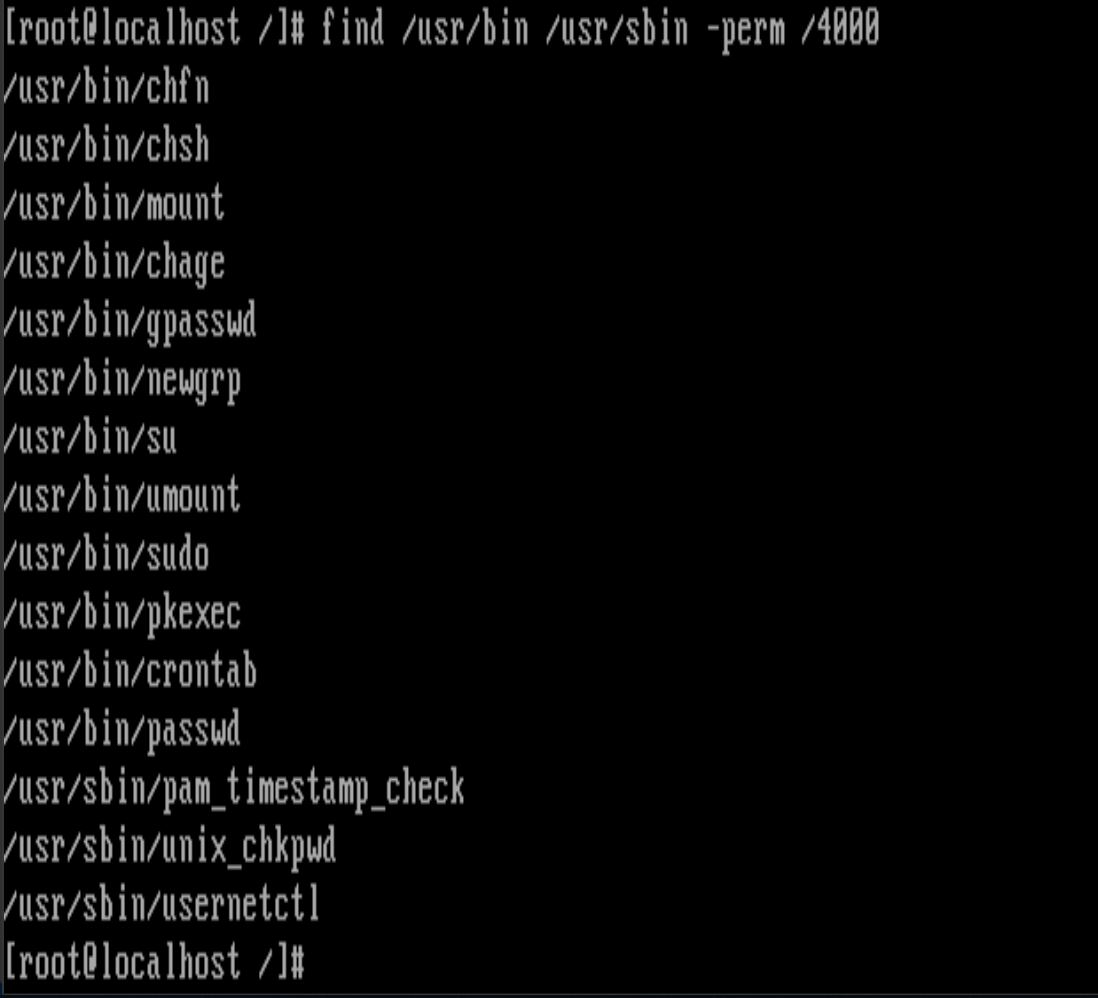 [root@localhost /]# find /usr/bin /usr/sbin -perm /4000
/usr/bin/chfn
/usr/bin/chsh
/usr/bin/mount
/usr/bin/chage
/usr/bin/gpasswd
/usr/bin/newgrp
/usr/bin/su
/usr/bin/umount
/usr/bin/sudo
/usr/bin/pkexec
/usr/bin/crontab
/usr/bin/passwd
/usr/sbin/pam_timestamp_check
/usr/sbin/unix_chkpwd
/usr/sbin/usernetctl
[root@localhost /]#